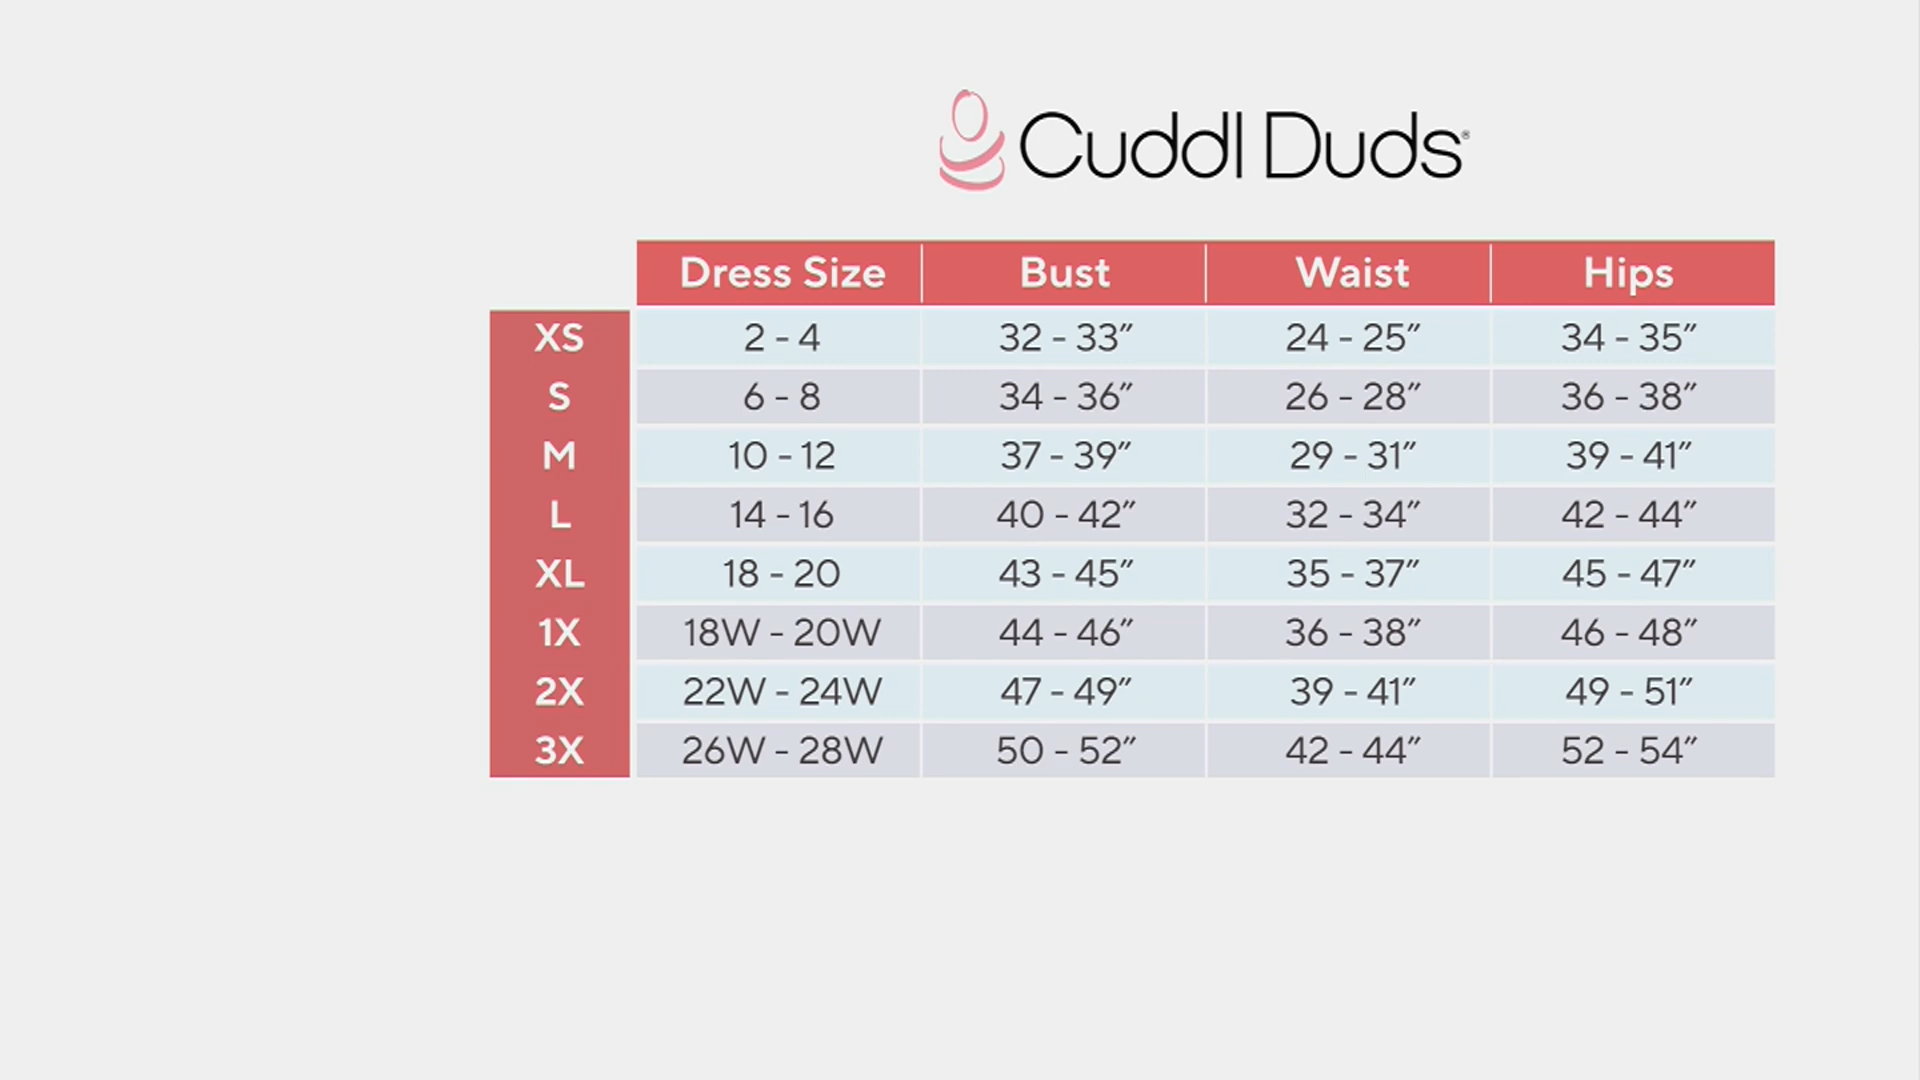 Cuddl Duds®
Dress Size Bust Waist Hips
XS 2 - 4 32 - 33” 24 - 25” 34 - 35”
S 6 - 8 34 - 36” 26 - 28” 36 - 38”
M 10 - 12 37 - 39” 29 - 31” 39 - 41”
L 14 - 16 40 - 42” 32 - 34” 42 - 44”
XL 18 - 20 43 - 45” 35 - 37” 45 - 47”
1X 18W - 20W 44 - 46” 36 - 38” 46 - 48”
2X 22W - 24W 47 - 49” 39 - 41” 49 - 51”
3X 26W - 28W 50 - 52” 42 - 44” 52 - 54”